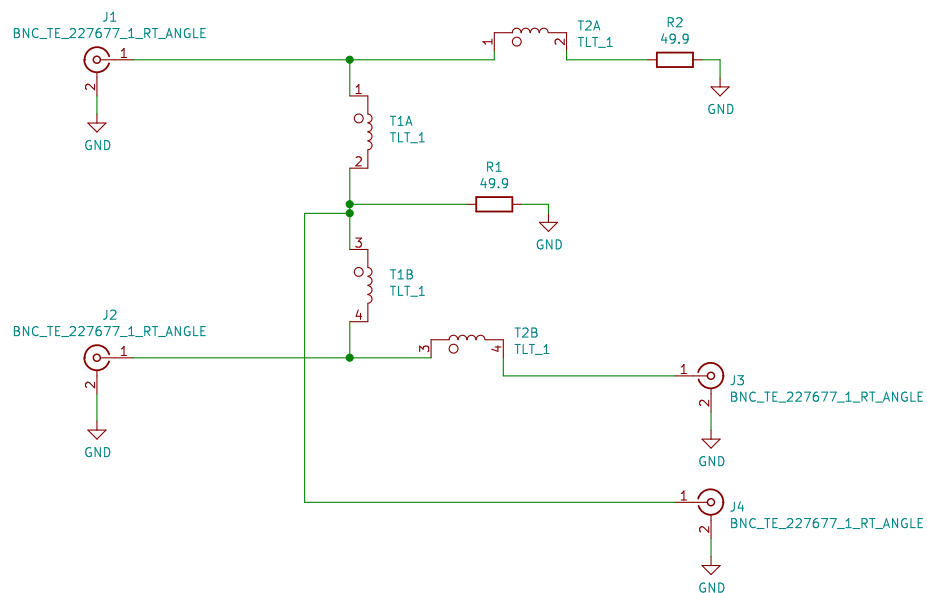 J1
BNC_TE_227677_1_RT_ANGLE
1
2
GND
1
2
T2A
TLT_1
R2
49.9
GND
1
T1A
TLT_1
2
R1
49.9
GND
3
T1B
TLT_1
4
J2
BNC_TE_227677_1_RT_ANGLE
1
2
GND
3
4
T2B
TLT_1
1
J3
BNC_TE_227677_1_RT_ANGLE
2
GND
1
J4
BNC_TE_227677_1_RT_ANGLE
2
GND